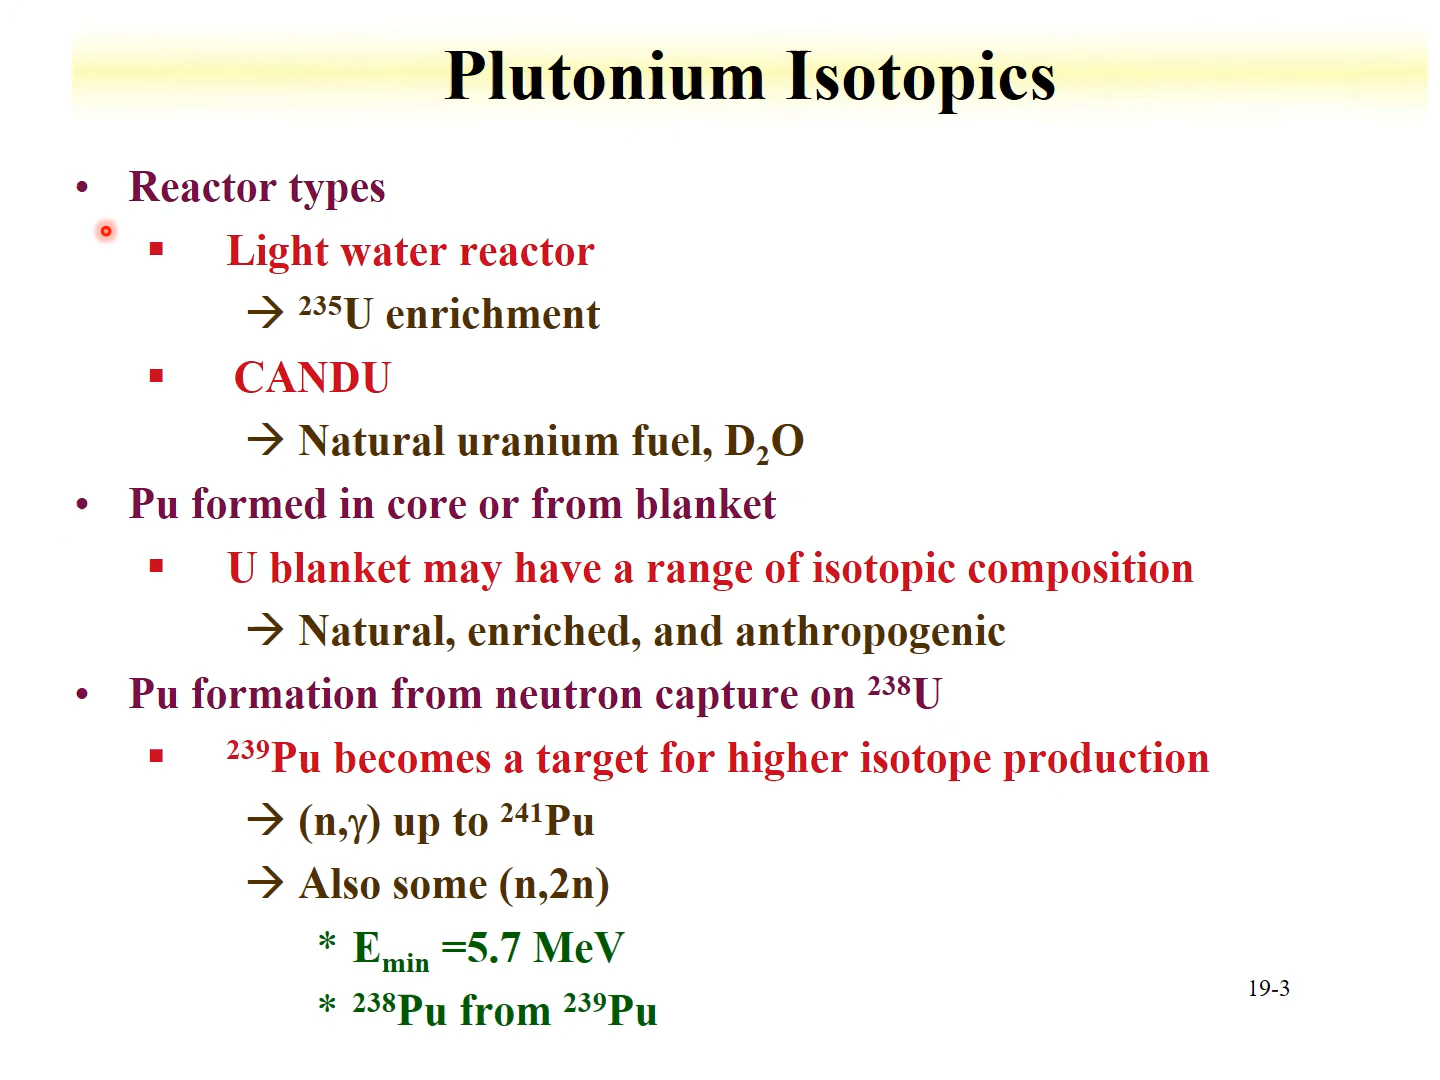 Plutonium Isotopics
• Reactor types
▪ Light water reactor
→ ²³⁵U enrichment
▪ CANDU
→ Natural uranium fuel, D₂O
• Pu formed in core or from blanket
▪ U blanket may have a range of isotopic composition
→ Natural, enriched, and anthropogenic
• Pu formation from neutron capture on ²³⁸U
▪ ²³⁹Pu becomes a target for higher isotope production
→ (n,γ) up to ²⁴¹Pu
→ Also some (n,2n)
* Eₘᵢₙ =5.7 MeV
* ²³⁸Pu from ²³⁹Pu
19-3